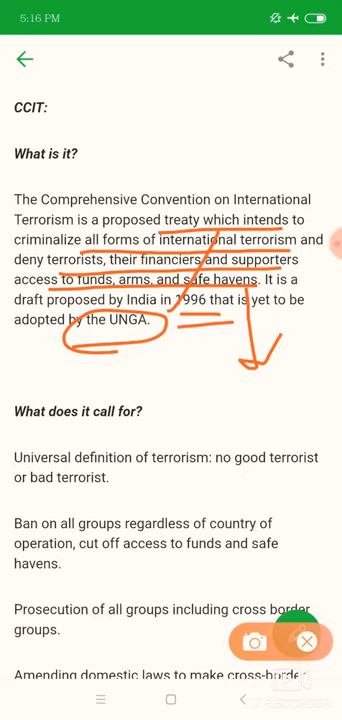 5:16 PM
CCIT:
What is it?
The Comprehensive Convention on International
Terrorism is a proposed treaty which intends to
criminalize all forms of international terrorism and
deny terrorists, their financiers and supporters
access to funds, arms, and safe havens. It is a
draft proposed by India in 1996 that is yet to be
adopted by the UNGA.
What does it call for?
Universal definition of terrorism: no good terrorist
or bad terrorist.
Ban on all groups regardless of country of
operation, cut off access to funds and safe
havens.
Prosecution of all groups including cross border
groups.
Amending domestic laws to make cross-border
RECORDER